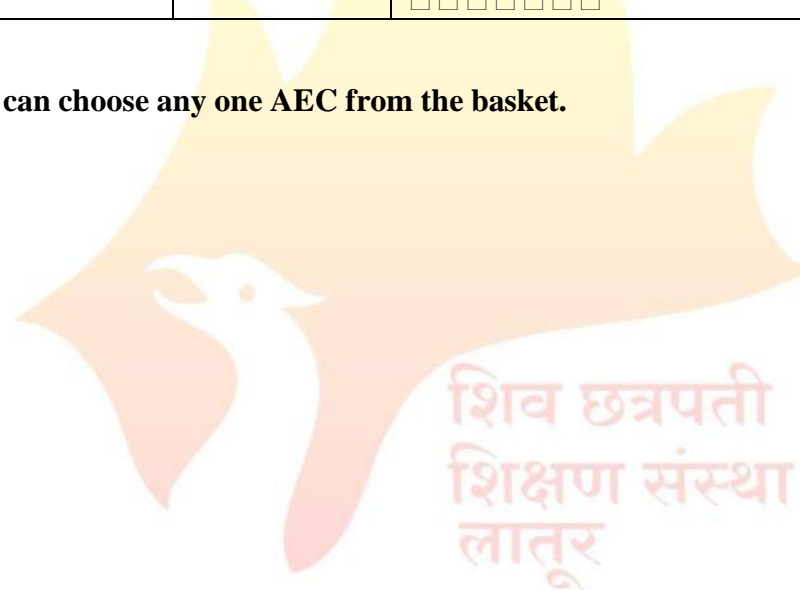 can choose any one AEC from the basket.
शिव छत्रपती
शिक्षण संस्था
लातूर